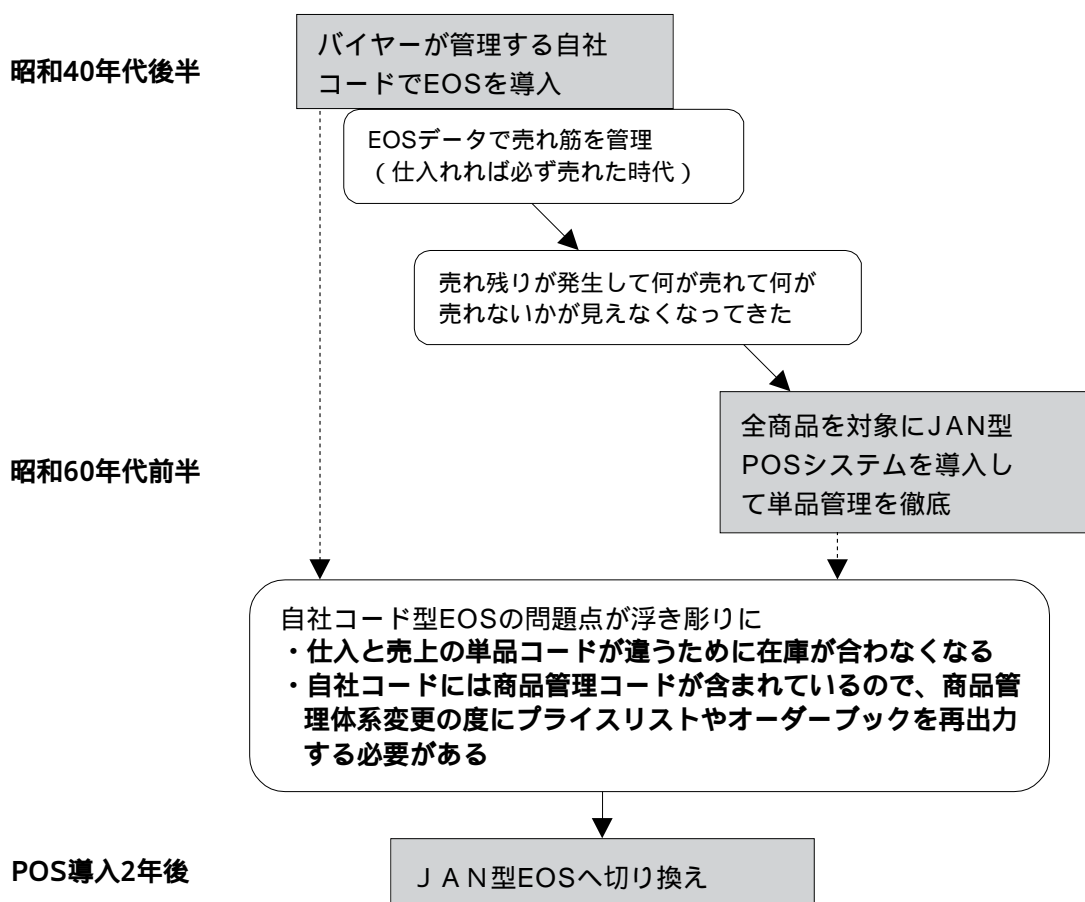 昭和40年代後半
バイヤーが管理する自社
コードでEOSを導入
EOSデータで売れ筋を管理
（仕入れれば必ず売れた時代）
売れ残りが発生して何が売れて何が
売れないかが見えなくなってきた
昭和60年代前半
全商品を対象にJAN型
POSシステムを導入し
て単品管理を徹底
自社コード型EOSの問題点が浮き彫りに
・仕入と売上の単品コードが違うために在庫が合わなくなる
・自社コードには商品管理コードが含まれているので、商品管
理体系変更の度にプライスリストやオーダーブックを再出力
する必要がある
POS導入2年後
ＪＡＮ型EOSへ切り換え